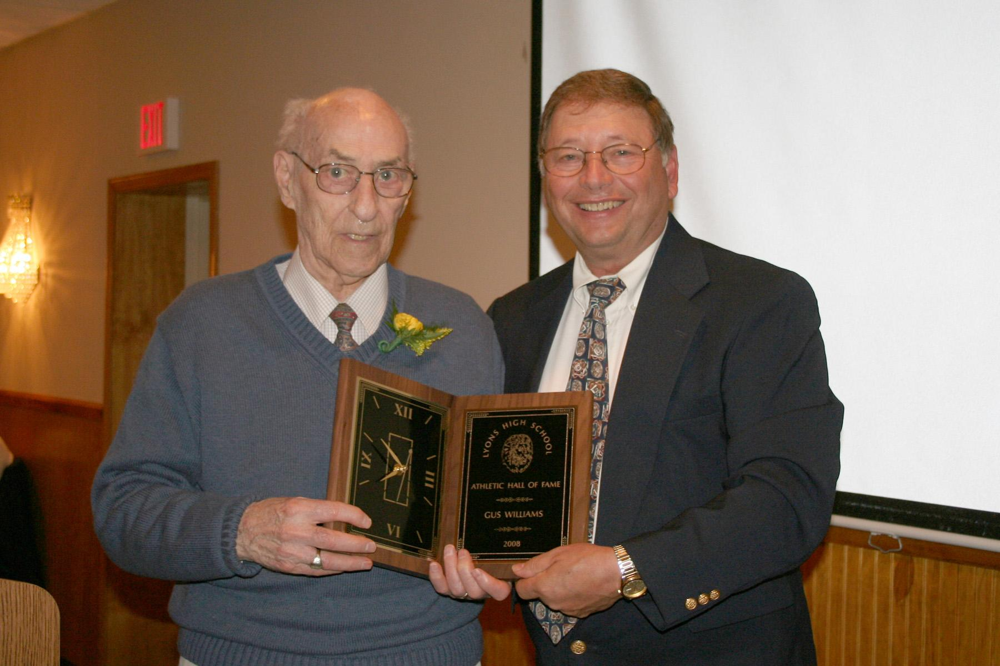 EXIT
XII
IX
III
VI
LYONS HIGH SCHOOL
ATHLETIC HALL OF FAME
GUS WILLIAMS
2008